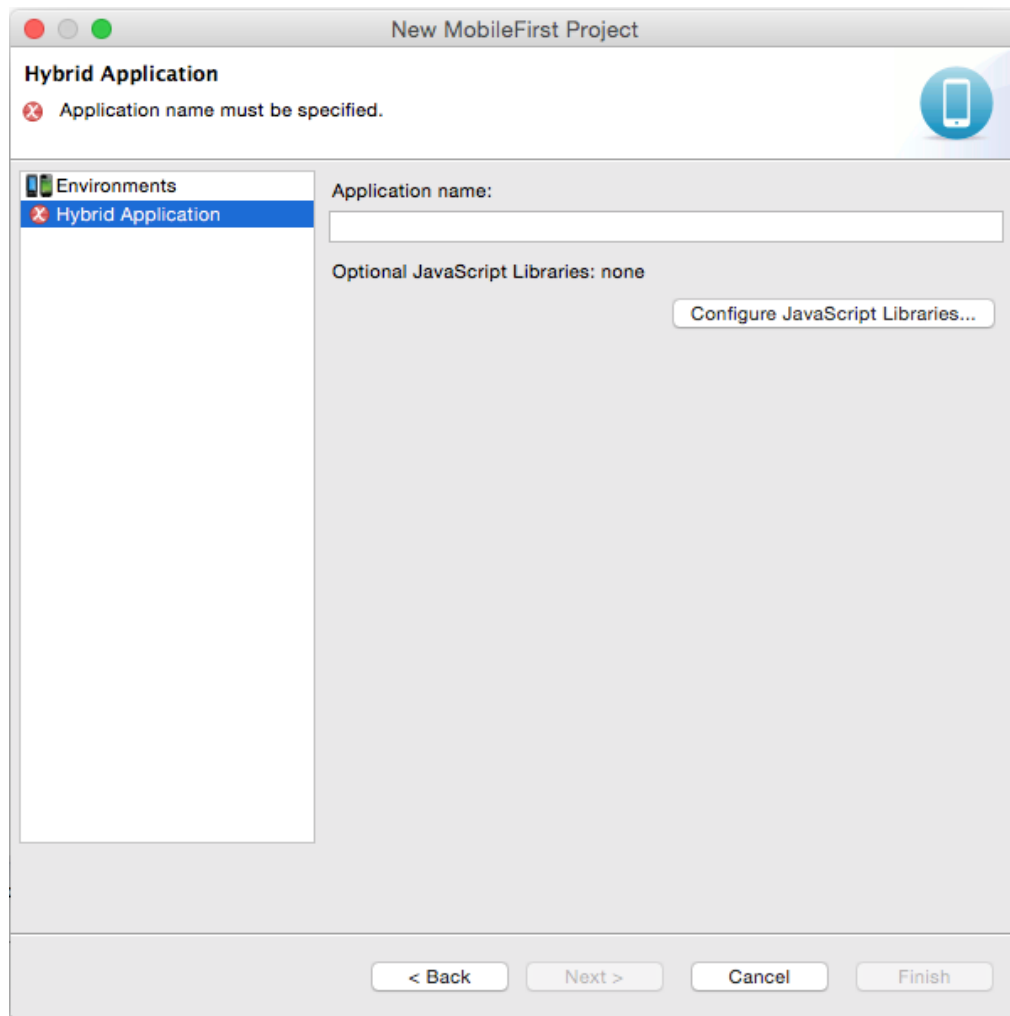 New MobileFirst Project
Hybrid Application
Application name must be specified.
Environments
Hybrid Application
Application name:
Optional JavaScript Libraries: none
Configure JavaScript Libraries...
< Back
Next >
Cancel
Finish